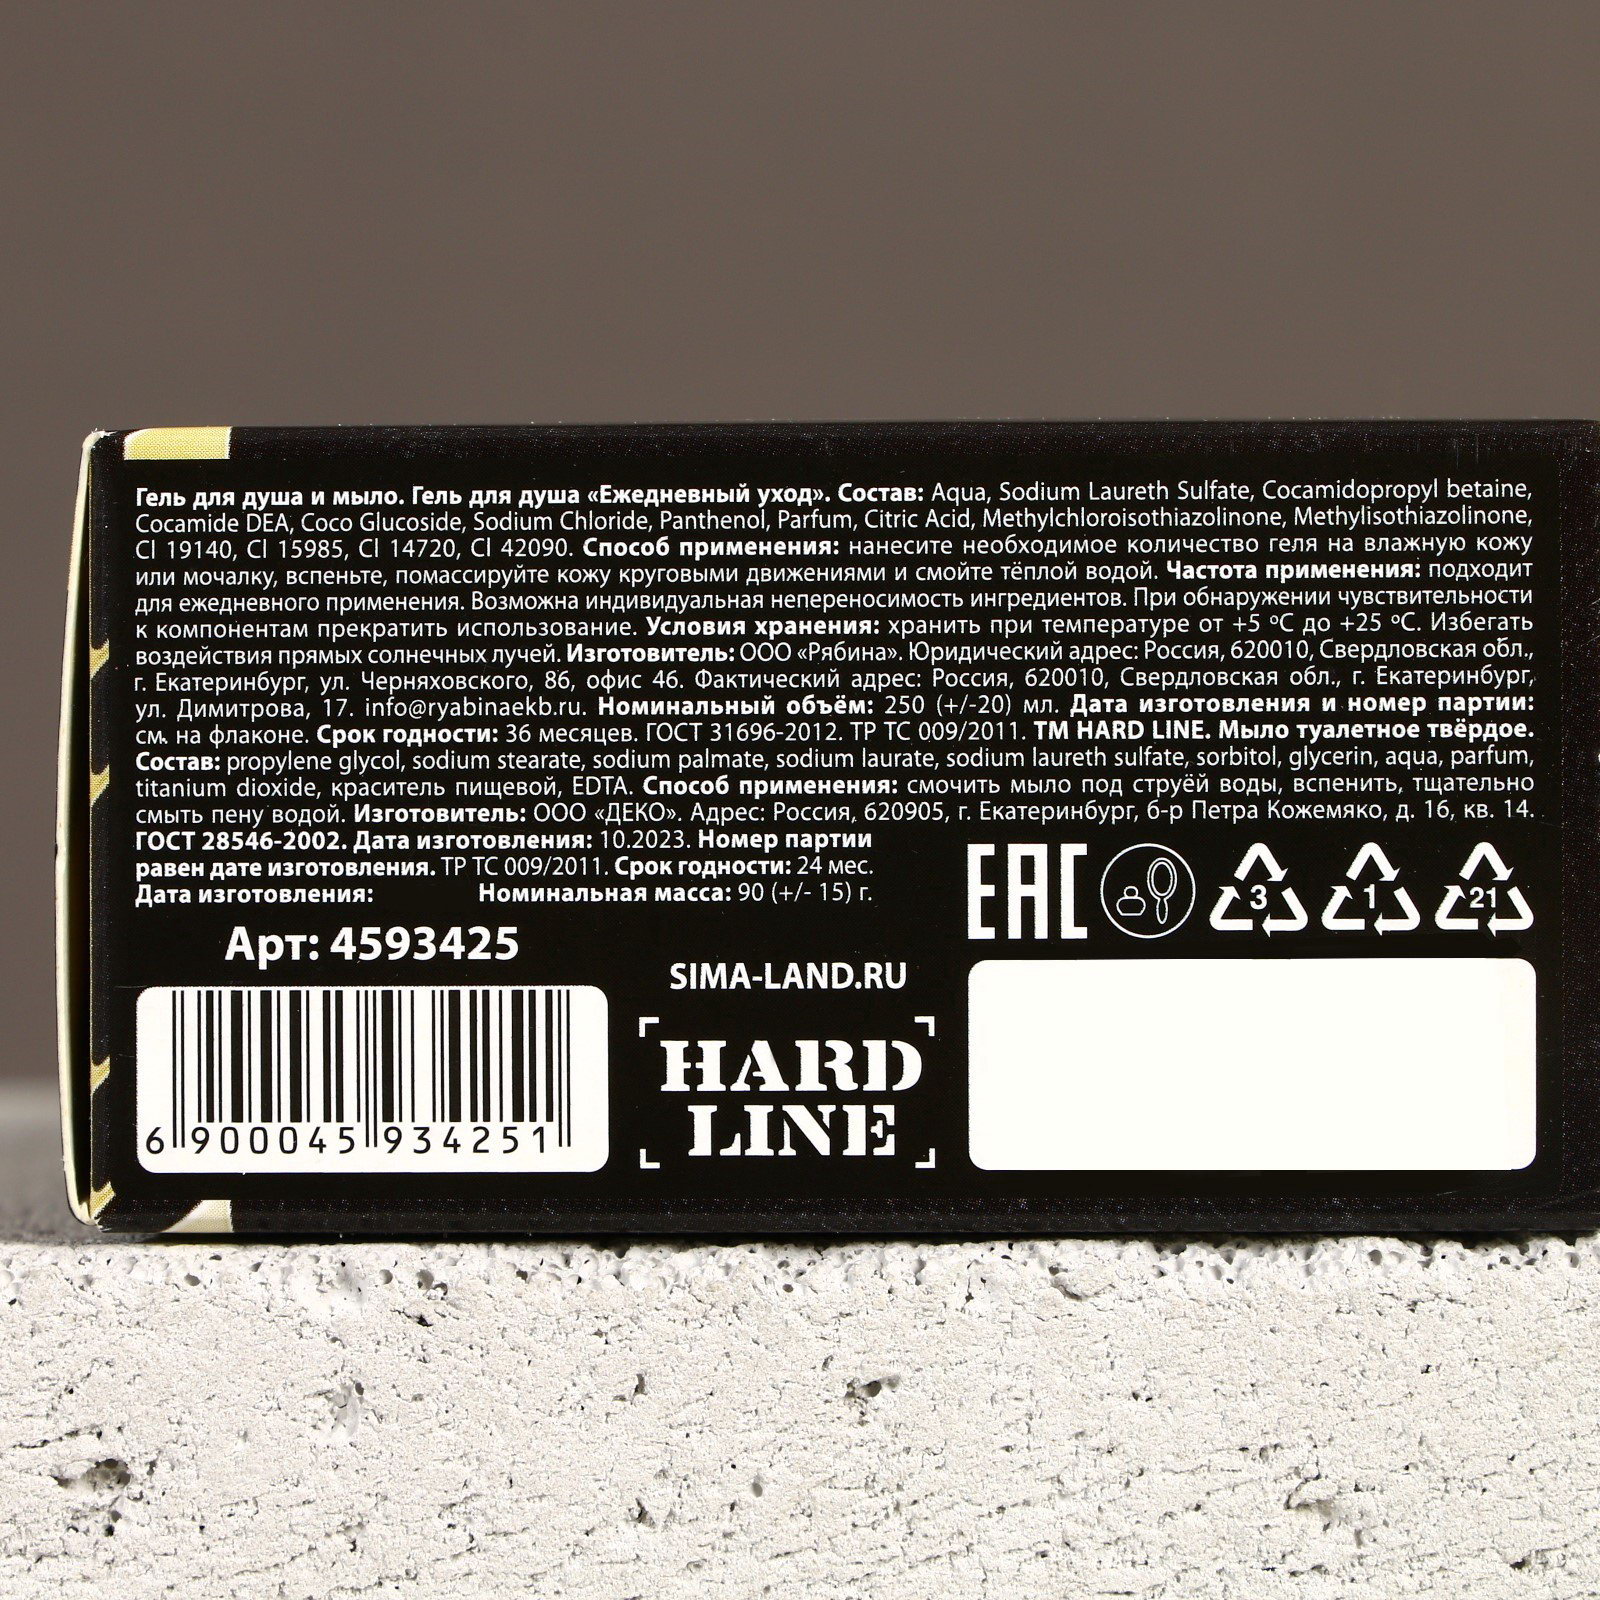 Гель для душа и мыло. Гель для душа «Ежедневный уход». Состав: Aqua, Sodium Laureth Sulfate, Cocamidopropyl betaine,
Cocamide DEA, Coco Glucoside, Sodium Chloride, Panthenol, Parfum, Citric Acid, Methylchloroisothiazolinone, Methylisothiazolinone,
Cl 19140, Cl 15985, Cl 14720, Cl 42090. Способ применения: нанесите необходимое количество геля на влажную кожу
или мочалку, вспеньте, помассируйте кожу круговыми движениями и смойте тёплой водой. Частота применения: подходит
для ежедневного применения. Возможна индивидуальная непереносимость ингредиентов. При обнаружении чувствительности
к компонентам прекратить использование. Условия хранения: хранить при температуре от +5 ºС до +25 ºС. Избегать
воздействия прямых солнечных лучей. Изготовитель: ООО «Рябина». Юридический адрес: Россия, 620010, Свердловская обл.,
г. Екатеринбург, ул. Черняховского, 86, офис 46. Фактический адрес: Россия, 620010, Свердловская обл., г. Екатеринбург,
ул. Димитрова, 17. info@ryabinaekb.ru. Номинальный объём: 250 (+/-20) мл. Дата изготовления и номер партии:
см. на флаконе. Срок годности: 36 месяцев. ГОСТ 31696-2012. ТР ТС 009/2011. ТМ HARD LINE. Мыло туалетное твёрдое.
Состав: propylene glycol, sodium stearate, sodium palmate, sodium laurate, sodium laureth sulfate, sorbitol, glycerin, aqua, parfum,
titanium dioxide, краситель пищевой, EDTA. Способ применения: смочить мыло под струёй воды, вспенить, тщательно
смыть пену водой. Изготовитель: ООО «ДЕКО». Адрес: Россия, 620905, г. Екатеринбург, б-р Петра Кожемяко, д. 16, кв. 14.
ГОСТ 28546-2002. Дата изготовления: 10.2023. Номер партии
равен дате изготовления. ТР ТС 009/2011. Срок годности: 24 мес.
Дата изготовления: Номинальная масса: 90 (+/- 15) г.
EAC 3 1 21
Арт: 4593425
SIMA-LAND.RU
HARD
LINE
6 900045 934251